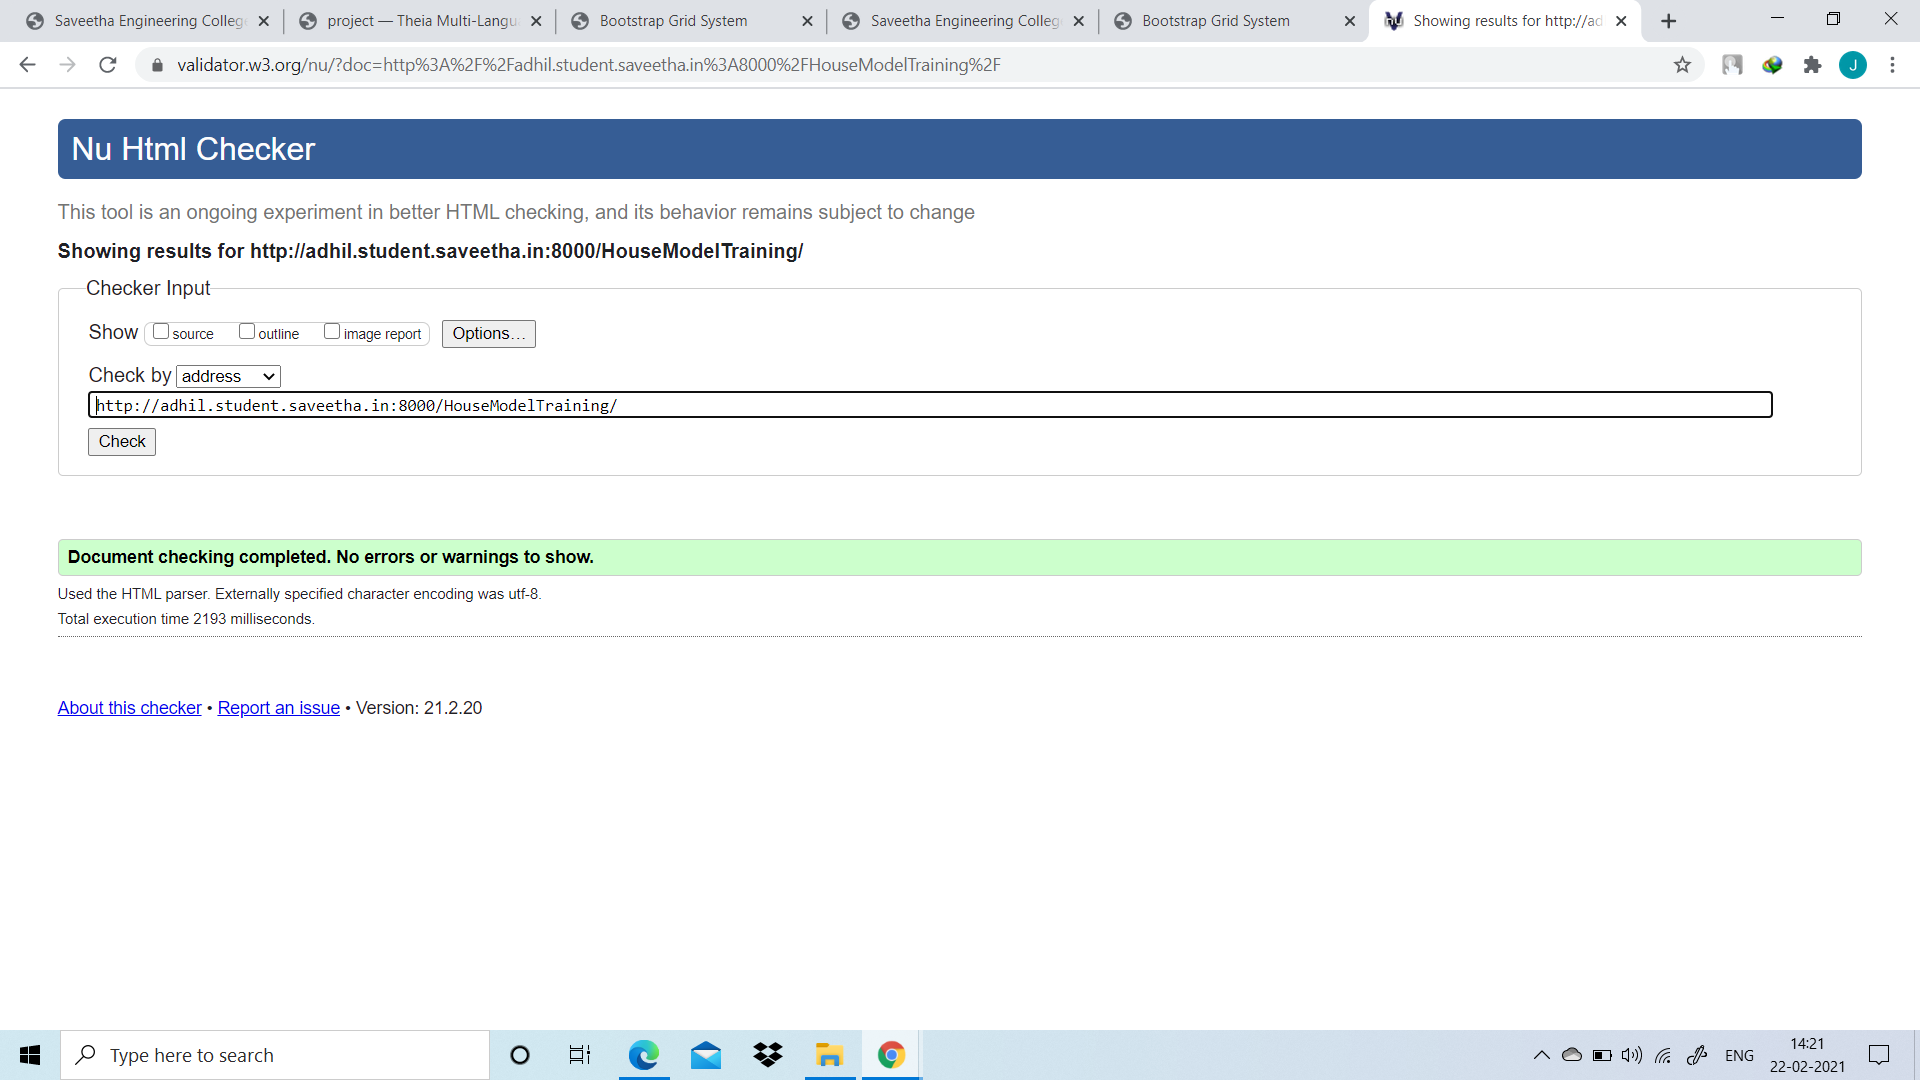 Saveetha Engineering College
project — Theia Multi-Langu
Bootstrap Grid System
Saveetha Engineering College
Bootstrap Grid System
Showing results for http://ad
validator.w3.org/nu/?doc=http%3A%2F%2Fadhil.student.saveetha.in%3A8000%2FHouseModelTraining%2F
J
Nu Html Checker
This tool is an ongoing experiment in better HTML checking, and its behavior remains subject to change
Showing results for http://adhil.student.saveetha.in:8000/HouseModelTraining/
Checker Input
Show source outline image report Options...
Check by address
http://adhil.student.saveetha.in:8000/HouseModelTraining/
Check
Document checking completed. No errors or warnings to show.
Used the HTML parser. Externally specified character encoding was utf-8.
Total execution time 2193 milliseconds.
About this checker • Report an issue • Version: 21.2.20
Type here to search
ENG
14:21
22-02-2021